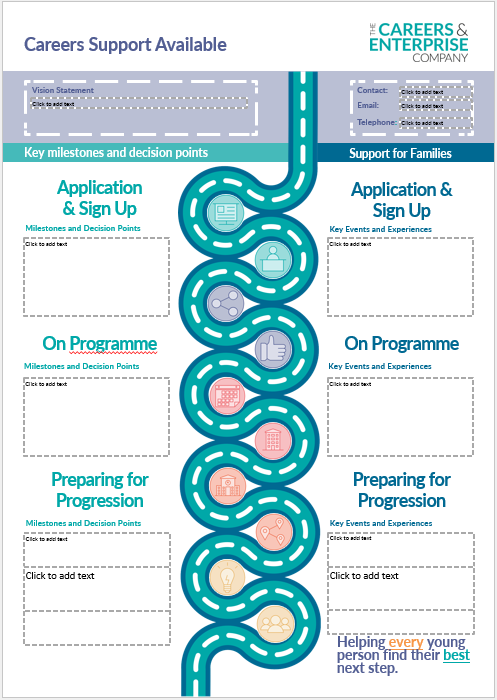 Careers Support Available
THE CAREERS &
ENTERPRISE
COMPANY
Vision Statement
Click to add text
Contact: Click to add text
Email: Click to add text
Telephone: Click to add text
Key milestones and decision points
Support for Families
Application
& Sign Up
Milestones and Decision Points
Click to add text
Application &
Sign Up
Key Events and Experiences
Click to add text
On Programme
Milestones and Decision Points
Click to add text
On Programme
Key Events and Experiences
Click to add text
Preparing for
Progression
Milestones and Decision Points
Click to add text
Click to add text
Preparing for
Progression
Key Events and Experiences
Click to add text
Click to add text
Helping every young
person find their best
next step.